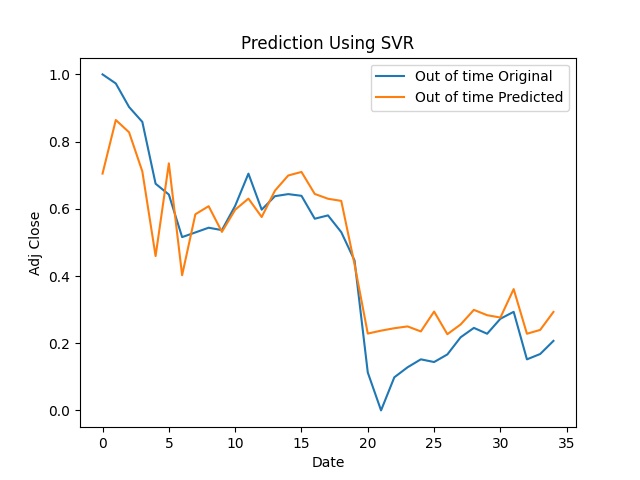 Prediction Using SVR
Out of time Original
Out of time Predicted
1.0
0.8
0.6
0.4
0.2
0.0
Adj Close
0 5 10 15 20 25 30 35
Date